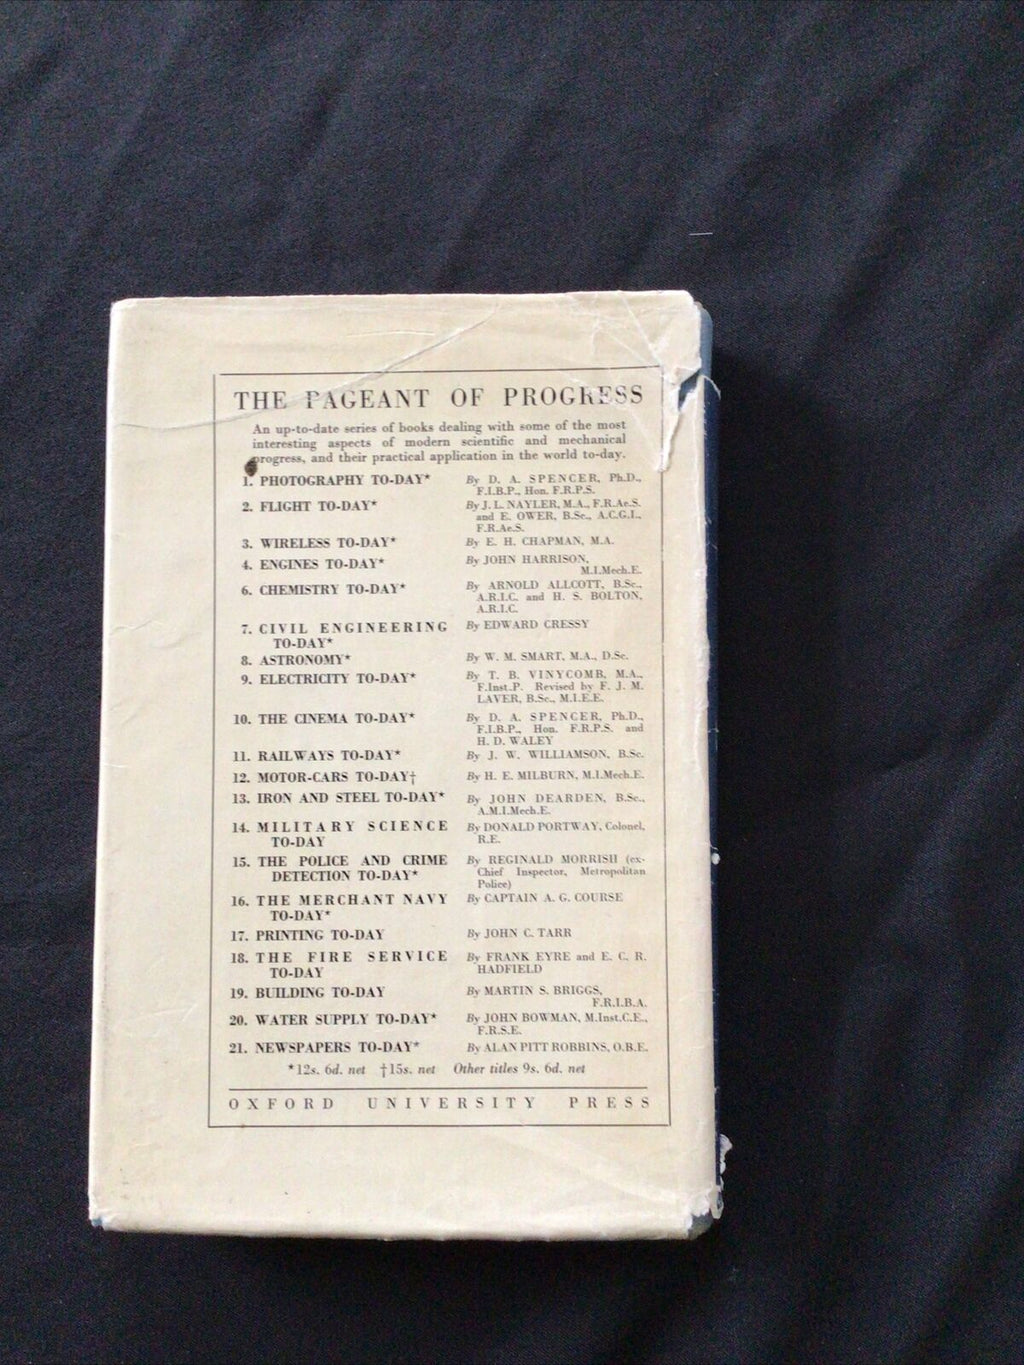 THE PAGEANT OF PROGRESS
An up-to-date series of books dealing with some of the most
interesting aspects of modern scientific and mechanical
progress, and their practical application in the world to-day.
1. PHOTOGRAPHY TO-DAY* By D. A. SPENCER, Ph.D.,
F.I.B.P., Hon. F.R.P.S.
2. FLIGHT TO-DAY* By J. L. NAYLER, M.A., F.R.Ae.S.
and E. OWER, B.Sc., A.C.G.I.,
F.R.Ae.S.
3. WIRELESS TO-DAY* By E. H. CHAPMAN, M.A.
4. ENGINES TO-DAY* By JOHN HARRISON,
M.I.Mech.E.
6. CHEMISTRY TO-DAY* By ARNOLD ALLCOTT, B.Sc.,
A.R.I.C. and H. S. BOLTON,
A.R.I.C.
7. CIVIL ENGINEERING By EDWARD CRESSY
TO-DAY*
8. ASTRONOMY* By W. M. SMART, M.A., D.Sc.
9. ELECTRICITY TO-DAY* By T. B. VINYCOMB, M.A.,
F.Inst.P. Revised by F. J. M.
LAVER, B.Sc., M.I.E.E.
10. THE CINEMA TO-DAY* By D. A. SPENCER, Ph.D.,
F.I.B.P., Hon. F.R.P.S. and
H. D. WALEY
11. RAILWAYS TO-DAY* By J. W. WILLIAMSON, B.Sc.
12. MOTOR-CARS TO-DAY† By H. E. MILBURN, M.I.Mech.E.
13. IRON AND STEEL TO-DAY* By JOHN DEARDEN, B.Sc.,
A.M.I.Mech.E.
14. MILITARY SCIENCE By DONALD PORTWAY, Colonel,
TO-DAY R.E.
15. THE POLICE AND CRIME By REGINALD MORRISH (ex-
DETECTION TO-DAY* Chief Inspector, Metropolitan
Police)
16. THE MERCHANT NAVY By CAPTAIN A. G. COURSE
TO-DAY*
17. PRINTING TO-DAY By JOHN C. TARR
18. THE FIRE SERVICE By FRANK EYRE and E. C. R.
TO-DAY HADFIELD
19. BUILDING TO-DAY By MARTIN S. BRIGGS,
F.R.I.B.A.
20. WATER SUPPLY TO-DAY* By JOHN BOWMAN, M.Inst.C.E.,
F.R.S.E.
21. NEWSPAPERS TO-DAY* By ALAN PITT ROBBINS, O.B.E.
*12s. 6d. net †15s. net Other titles 9s. 6d. net
OXFORD UNIVERSITY PRESS